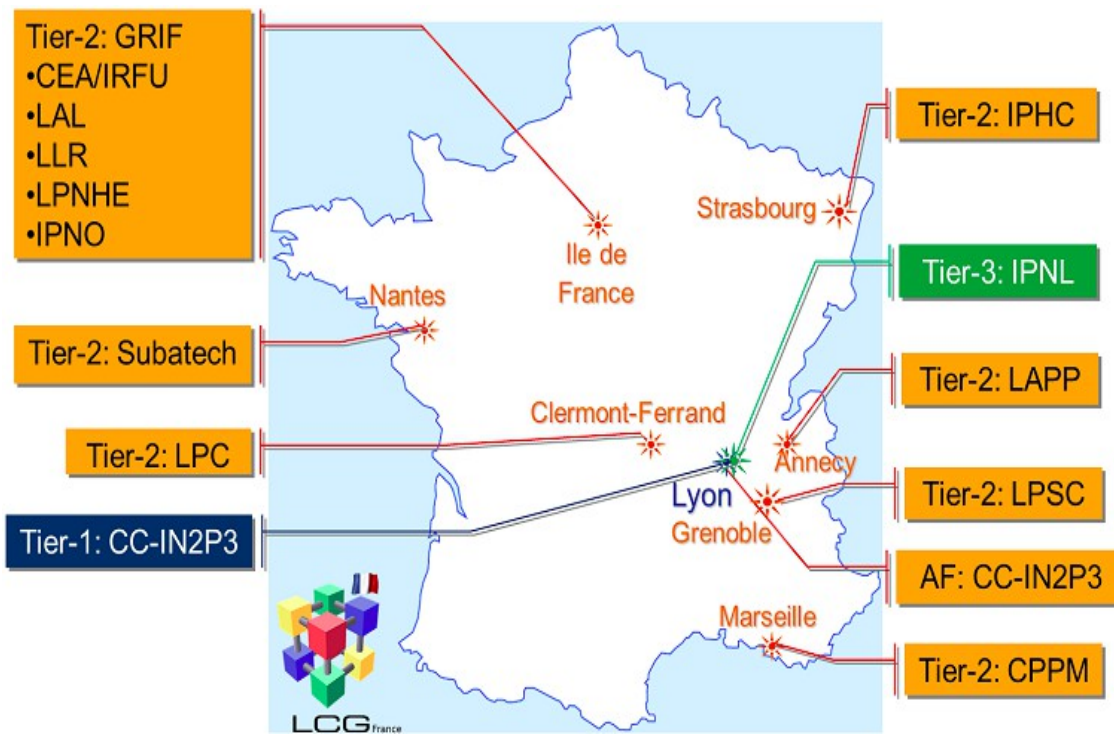 Tier-2: GRIF
•CEA/IRFU
•LAL
•LLR
•LPNHE
•IPNO
Tier-2: IPHC
Strasbourg
Ile de
France
Tier-3: IPNL
Nantes
Tier-2: Subatech
Tier-2: LAPP
Clermont-Ferrand
Tier-2: LPC
Annecy
Lyon
Tier-2: LPSC
Grenoble
Tier-1: CC-IN2P3
AF: CC-IN2P3
Marseille
Tier-2: CPPM
LCG France